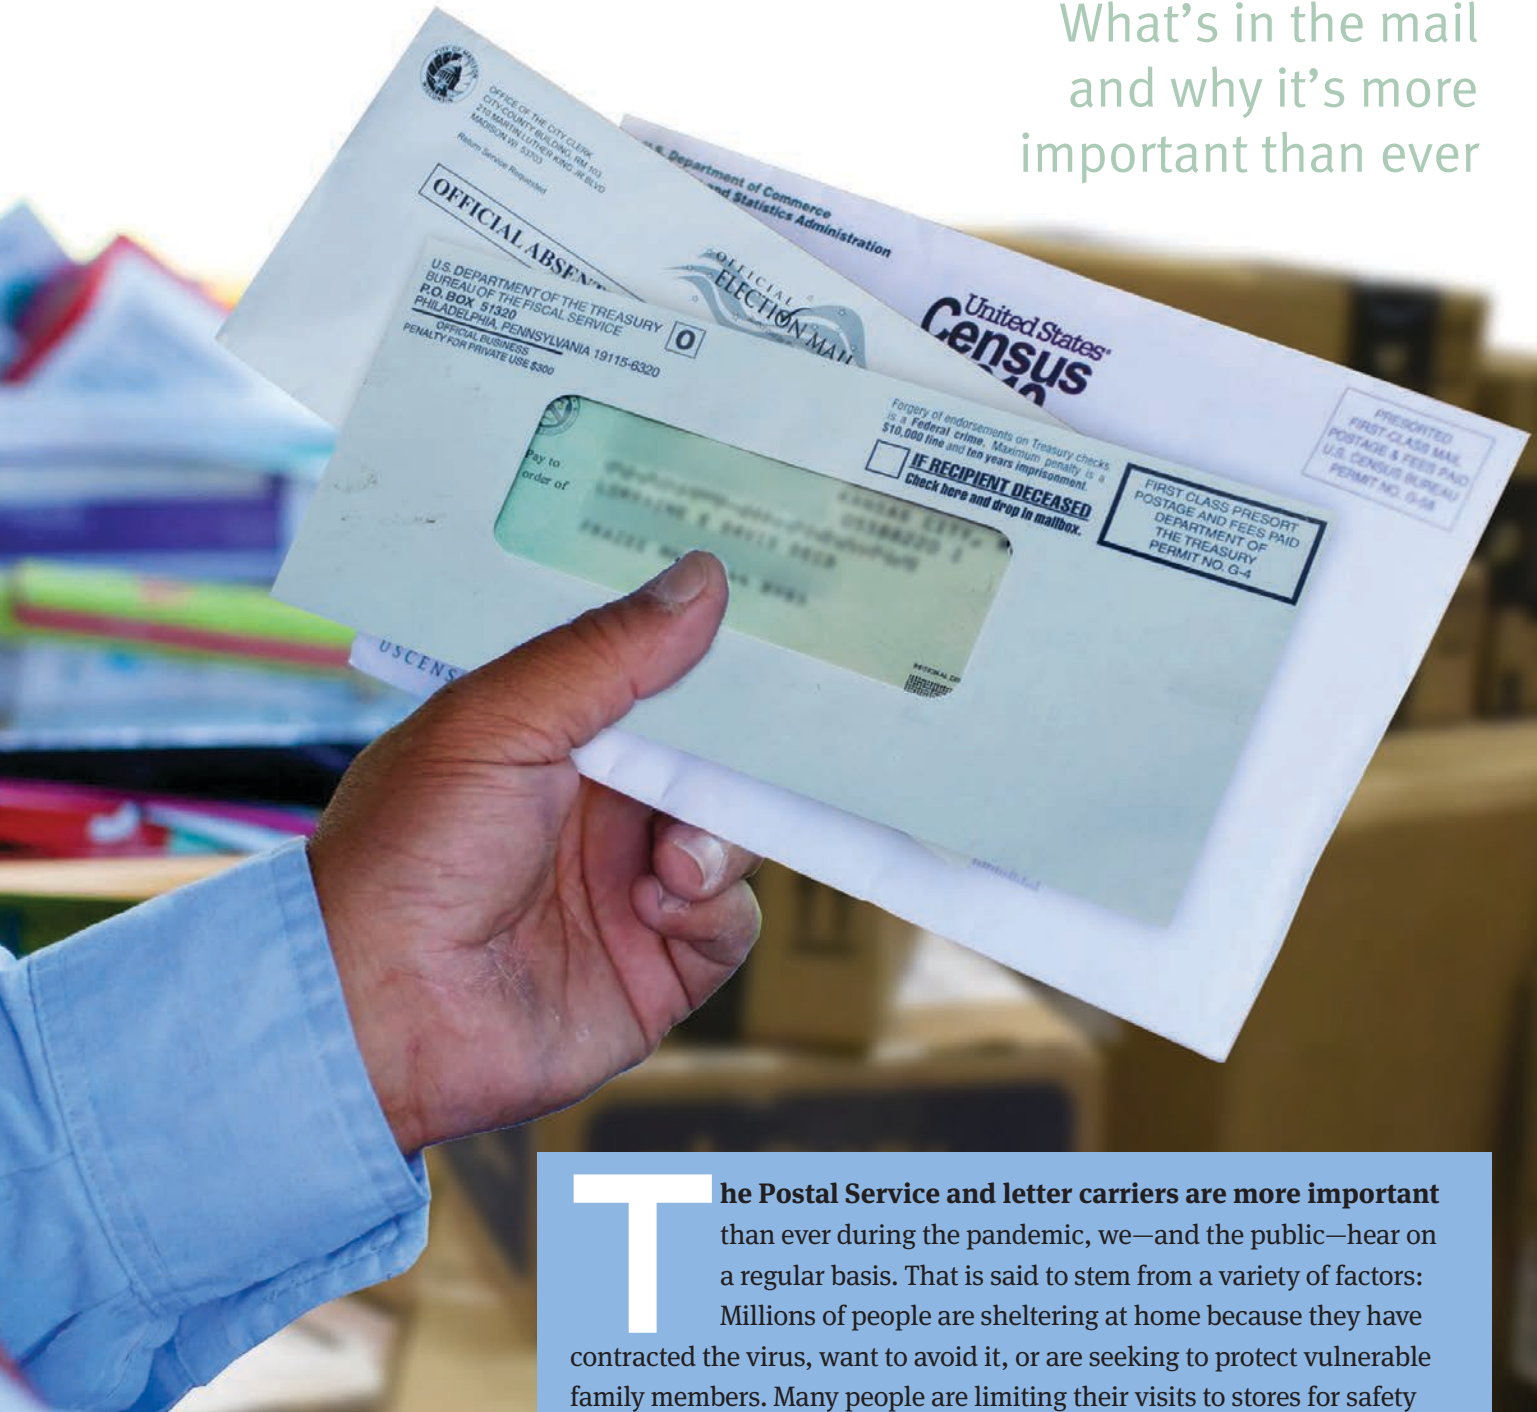 What's in the mail
and why it's more
important than ever
CITY OF MADISON
WISCONSIN
OFFICE OF THE CITY CLERK
CITY-COUNTY BUILDING, RM 103
210 MARTIN LUTHER KING JR BLVD
MADISON WI 53703
Return Service Requested
OFFICIAL
OFFICIAL
ELECTION MAIL
U.S. Department of Commerce
and Statistics Administration
United States
Census
PRESORTED
FIRST-CLASS MAIL
POSTAGE & FEES PAID
U.S. CENSUS BUREAU
PERMIT NO. G-58
U.S. DEPARTMENT OF THE TREASURY
BUREAU OF THE FISCAL SERVICE
P.O. BOX 51320
PHILADELPHIA, PENNSYLVANIA 19115-6320
OFFICIAL BUSINESS
PENALTY FOR PRIVATE USE $300
O
Pay to
order of
Forgery of endorsements on Treasury checks
is a Federal crime. Maximum penalty is a
$10,000 fine and ten years imprisonment.
IF RECIPIENT DECEASED
Check here and drop in mailbox.
FIRST CLASS PRESORT
POSTAGE AND FEES PAID
DEPARTMENT OF
THE TREASURY
PERMIT NO. G-4
USCENS
The Postal Service and letter carriers are more important
than ever during the pandemic, we—and the public—hear on
a regular basis. That is said to stem from a variety of factors:
Millions of people are sheltering at home because they have
contracted the virus, want to avoid it, or are seeking to protect vulnerable
family members. Many people are limiting their visits to stores for safety